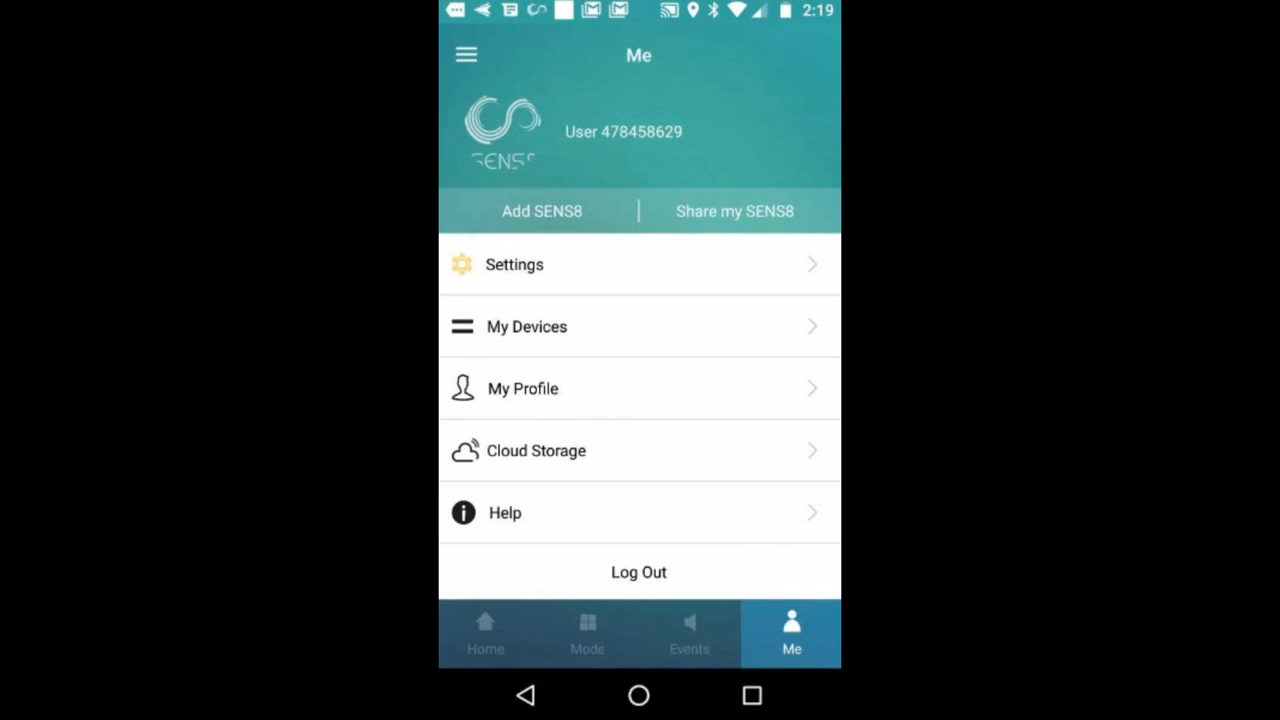 2:19
Me
User 478458629
SENS8
Add SENS8 | Share my SENS8
Settings
My Devices
My Profile
Cloud Storage
Help
Log Out
Home Mode Events Me